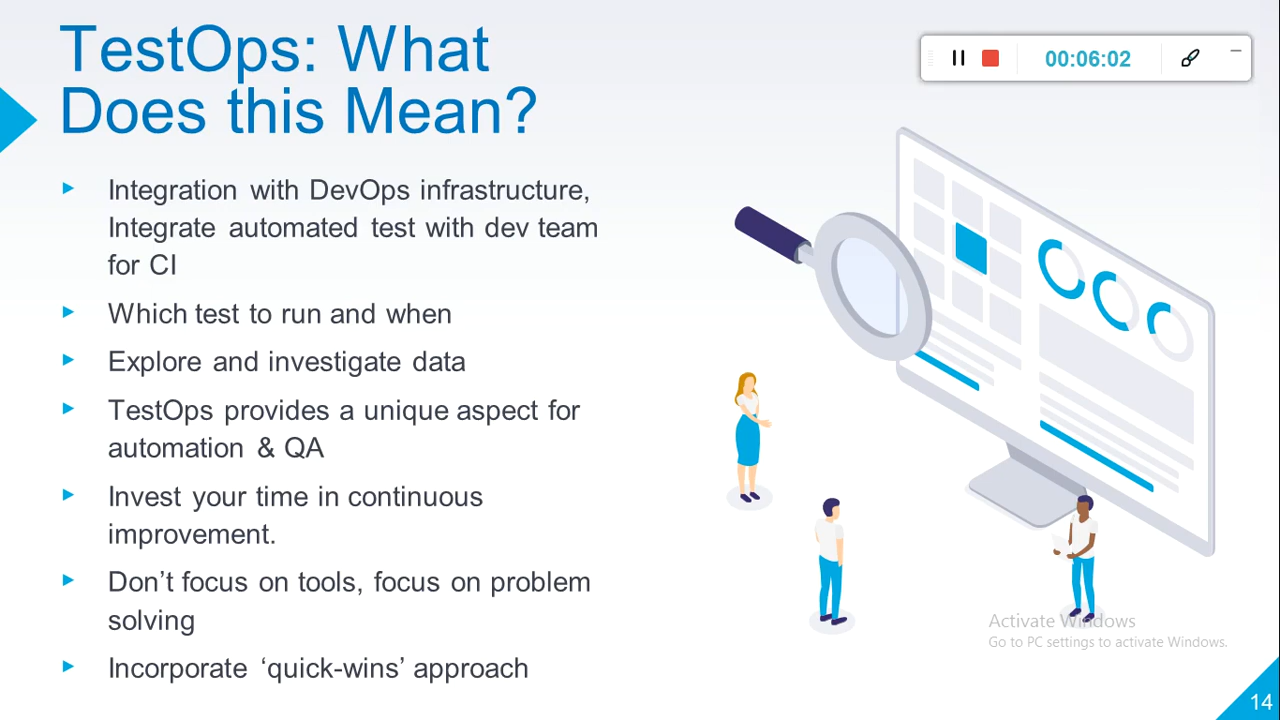 TestOps: What
Does this Mean?
00:06:02
Integration with DevOps infrastructure,
Integrate automated test with dev team
for CI
Which test to run and when
Explore and investigate data
TestOps provides a unique aspect for
automation & QA
Invest your time in continuous
improvement.
Don’t focus on tools, focus on problem
solving
Incorporate ‘quick-wins’ approach
Activate Windows
Go to PC settings to activate Windows.
14